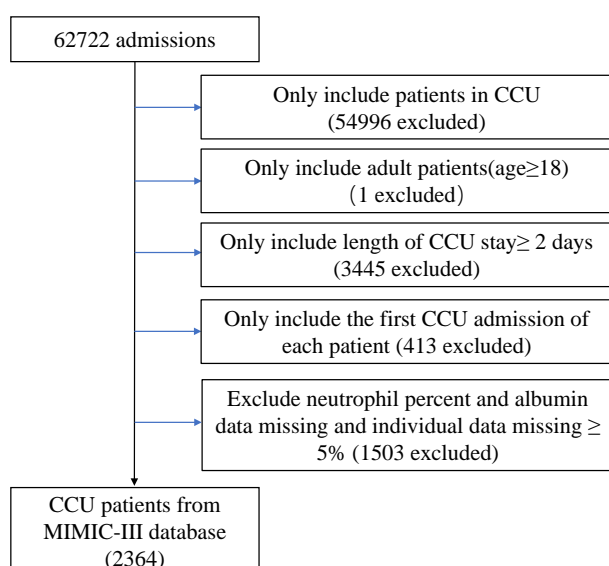 62722 admissions
Only include patients in CCU
(54996 excluded)
Only include adult patients(age≥18)
(1 excluded)
Only include length of CCU stay≥ 2 days
(3445 excluded)
Only include the first CCU admission of
each patient (413 excluded)
Exclude neutrophil percent and albumin
data missing and individual data missing ≥
5% (1503 excluded)
CCU patients from
MIMIC-III database
(2364)